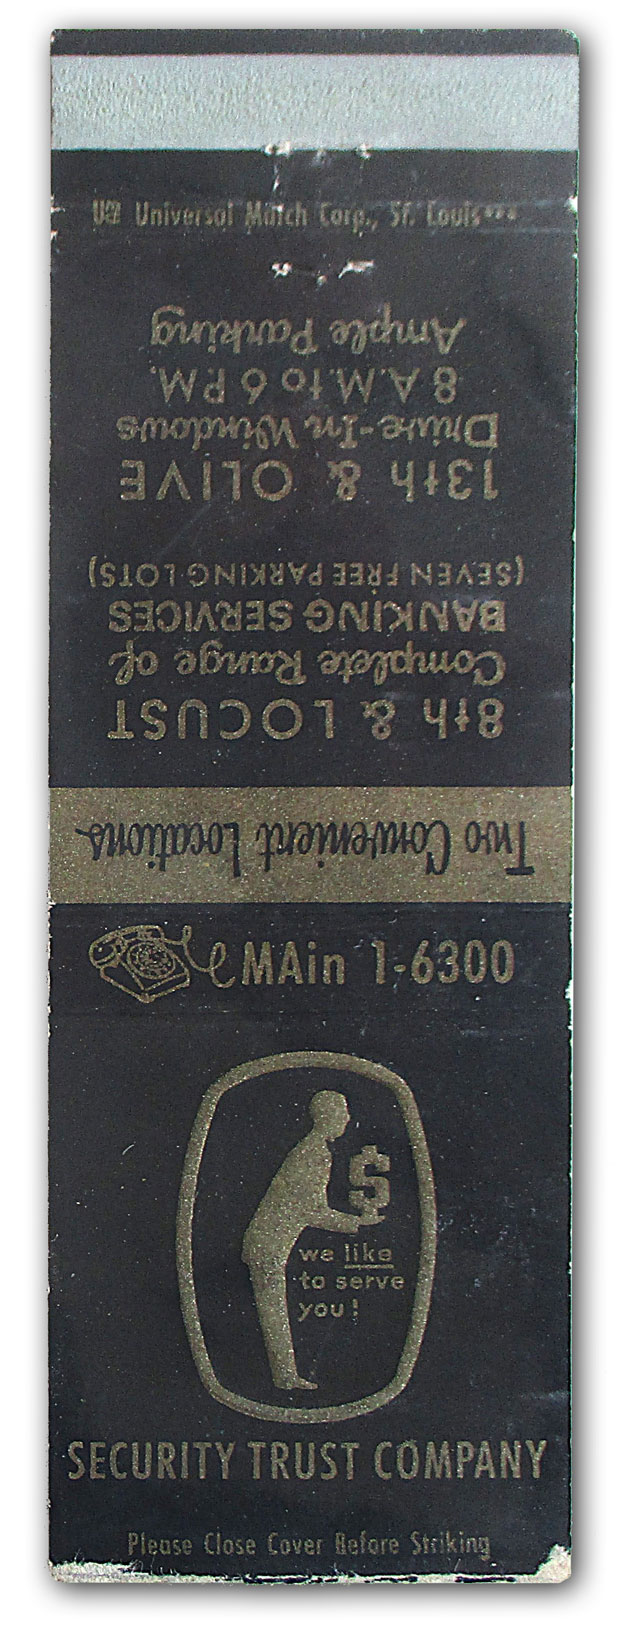 UM Universal Match Corp., St. Louis
Two Convenient Locations
8th & LOCUST
Complete Range of
BANKING SERVICES
(SEVEN FREE PARKING LOTS)
13th & OLIVE
Drive-In Windows
8 A.M. to 6 P.M.
Ample Parking
MAin 1-6300
$
we like
to serve
you!
SECURITY TRUST COMPANY
Please Close Cover Before Striking